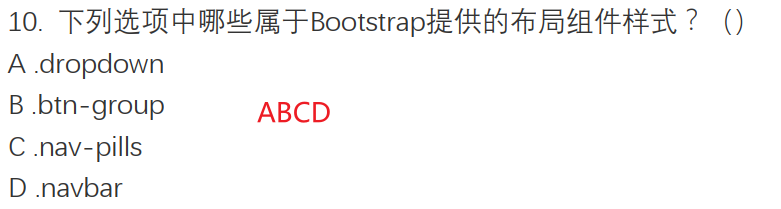 10. 下列选项中哪些属于Bootstrap提供的布局组件样式？（）
A .dropdown
B .btn-group
ABCD
C .nav-pills
D .navbar